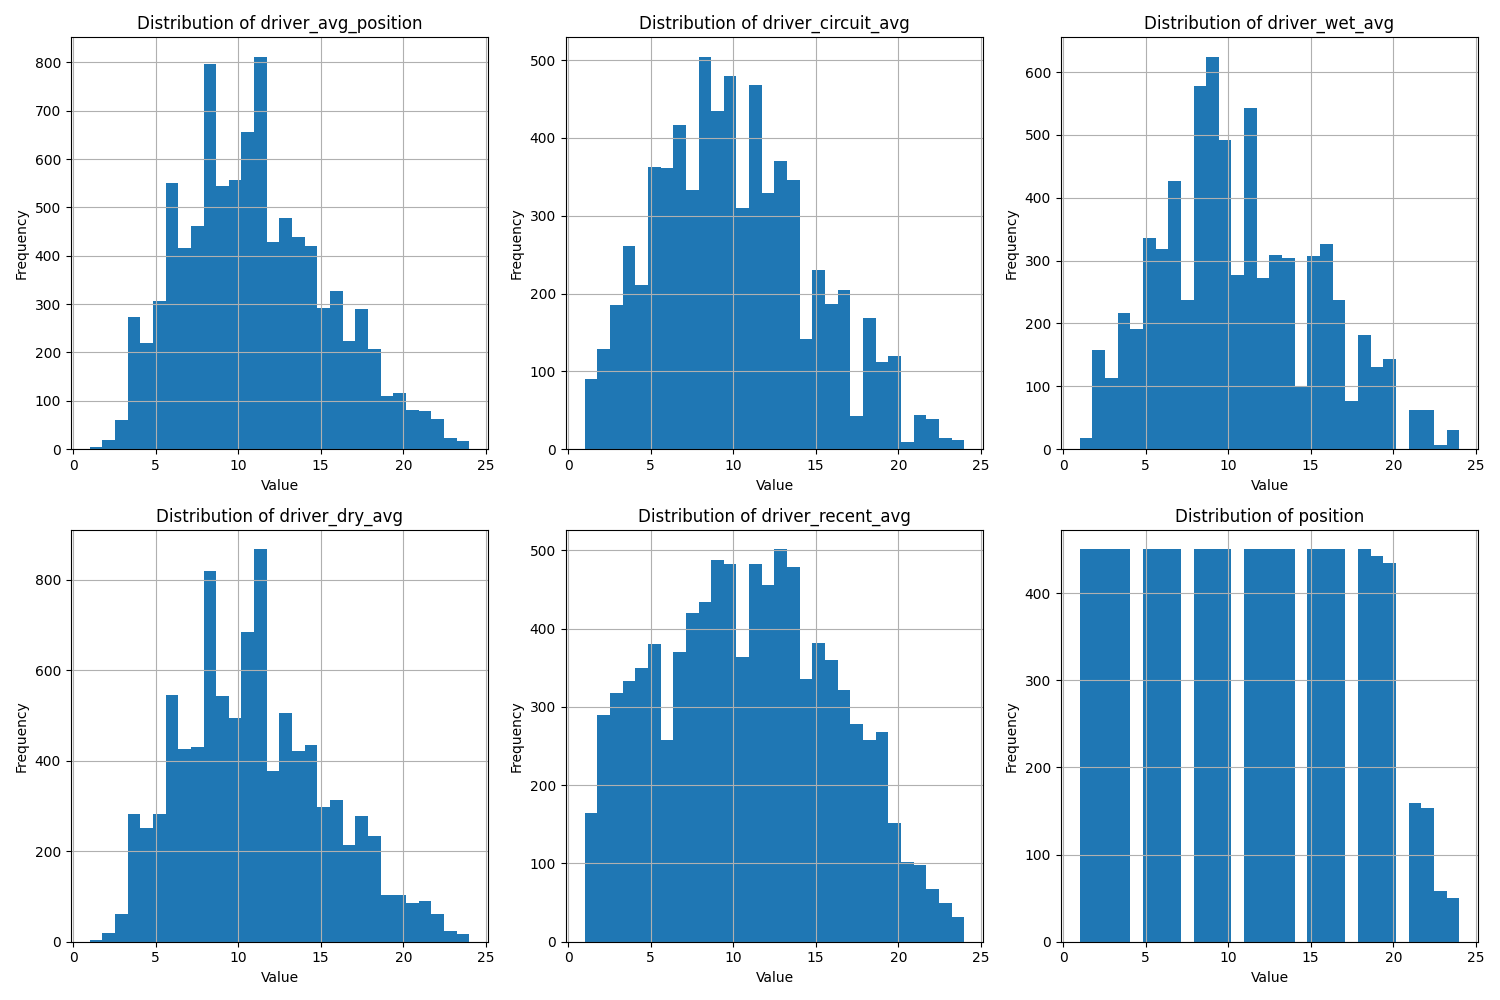 Distribution of driver_avg_position
Distribution of driver_circuit_avg
Distribution of driver_wet_avg
800
700
600
500
400
300
200
100
0
Frequency
0 5 10 15 20 25
Value
500
400
300
200
100
0
Frequency
0 5 10 15 20 25
Value
600
500
400
300
200
100
0
Frequency
0 5 10 15 20 25
Value
Distribution of driver_dry_avg
Distribution of driver_recent_avg
Distribution of position
800
600
400
200
0
Frequency
0 5 10 15 20 25
Value
500
400
300
200
100
0
Frequency
0 5 10 15 20 25
Value
400
300
200
100
0
Frequency
0 5 10 15 20 25
Value